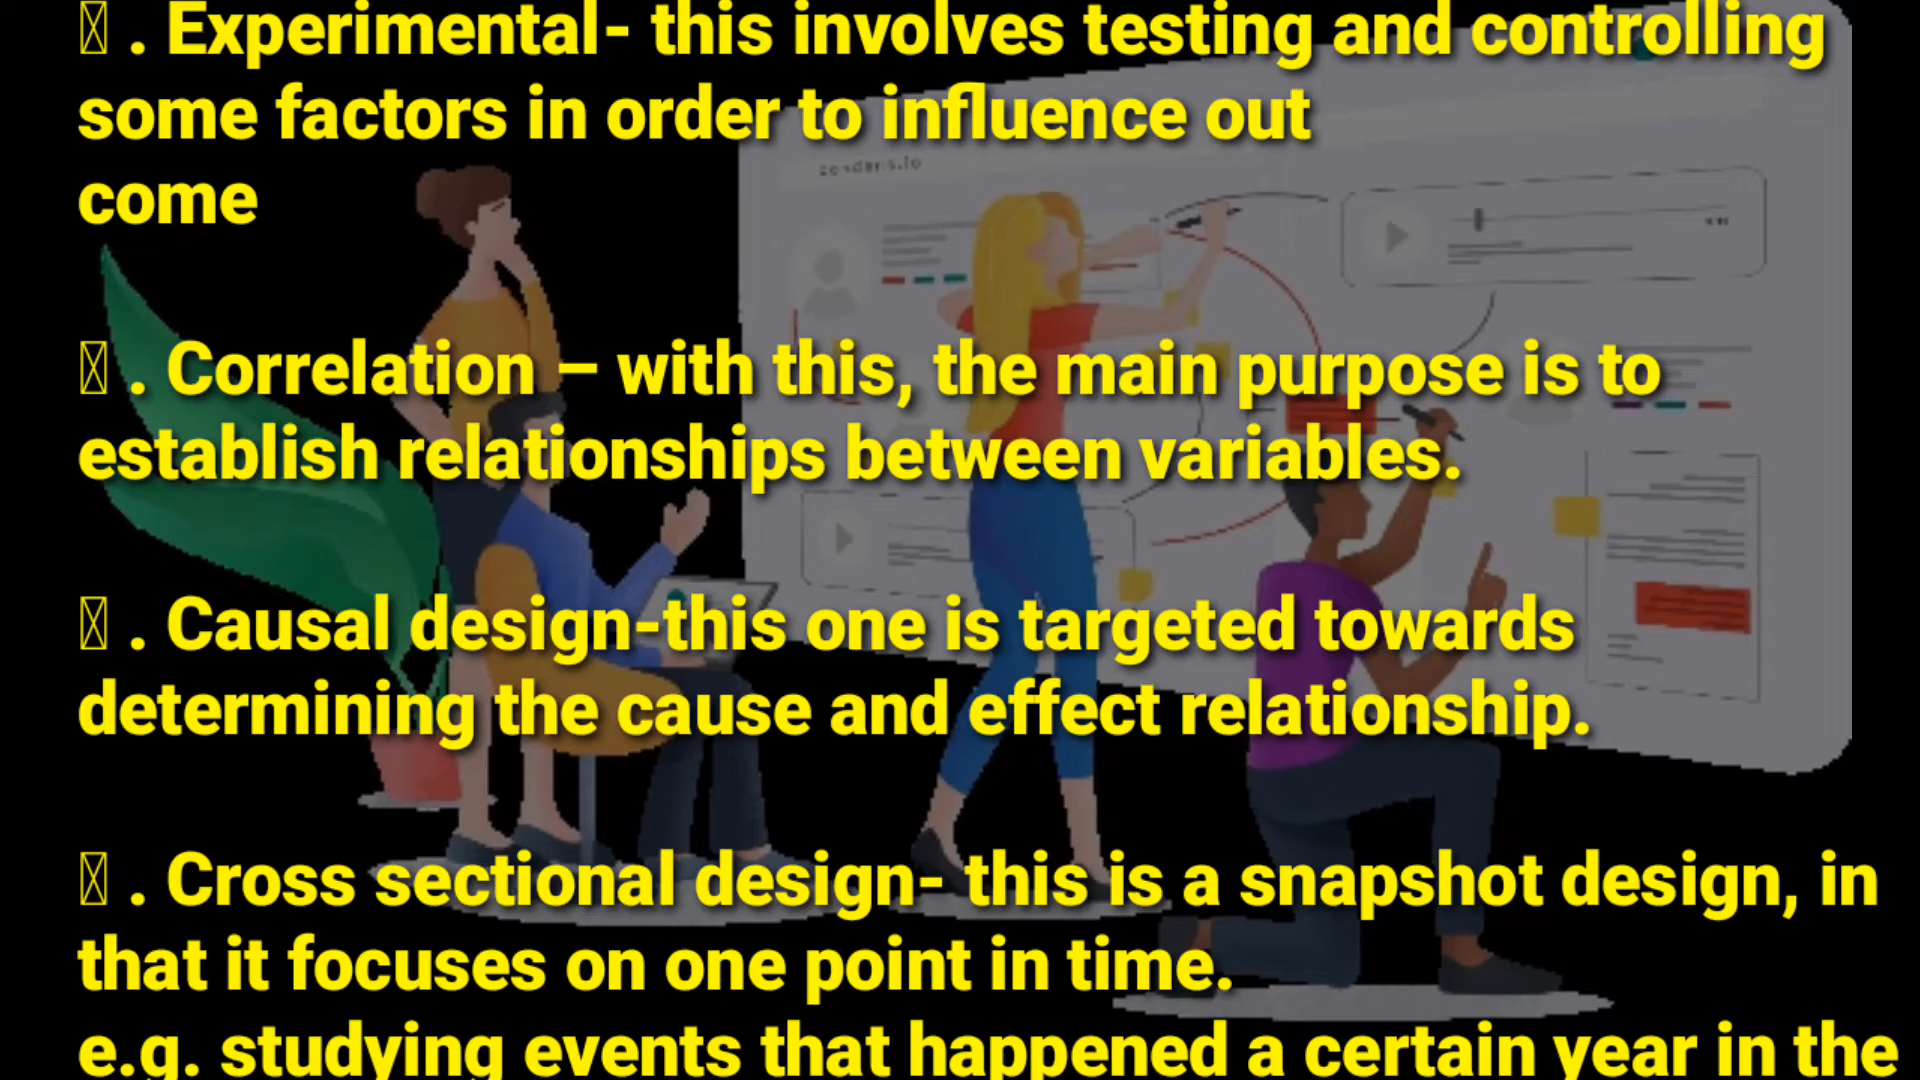 . Experimental- this involves testing and controlling
some factors in order to influence out
come
. Correlation – with this, the main purpose is to
establish relationships between variables.
. Causal design-this one is targeted towards
determining the cause and effect relationship.
. Cross sectional design- this is a snapshot design, in
that it focuses on one point in time.
e.g. studying events that happened a certain year in the